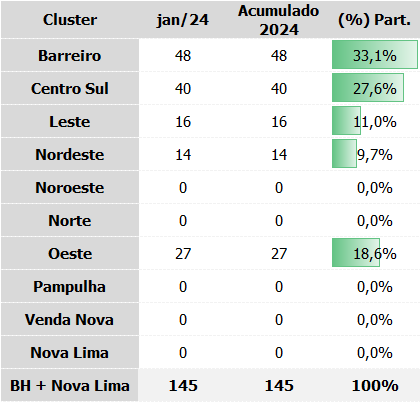 Cluster jan/24 Acumulado 2024 (%) Part.
Barreiro 48 48 33,1%
Centro Sul 40 40 27,6%
Leste 16 16 11,0%
Nordeste 14 14 9,7%
Noroeste 0 0 0,0%
Norte 0 0 0,0%
Oeste 27 27 18,6%
Pampulha 0 0 0,0%
Venda Nova 0 0 0,0%
Nova Lima 0 0 0,0%
BH + Nova Lima 145 145 100%